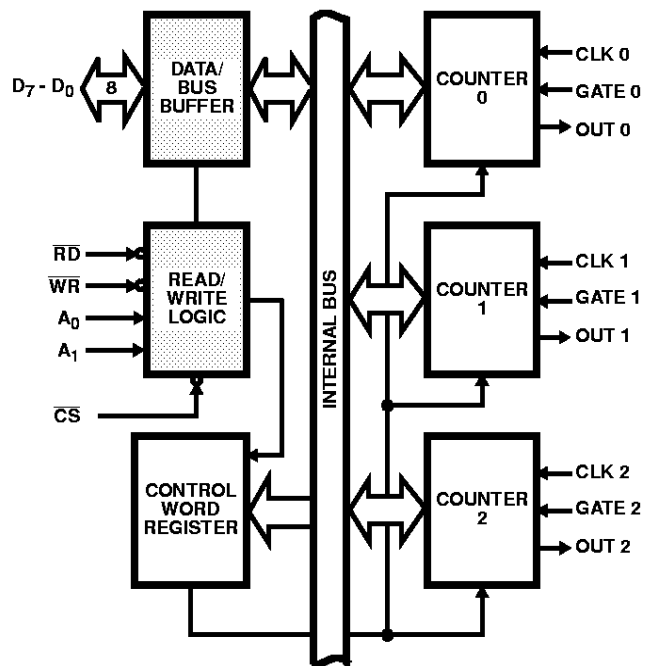 D7 - D0
8
DATA/
BUS
BUFFER
COUNTER
0
CLK 0
GATE 0
OUT 0
RD
WR
A0
A1
CS
READ/
WRITE
LOGIC
INTERNAL BUS
COUNTER
1
CLK 1
GATE 1
OUT 1
CONTROL
WORD
REGISTER
COUNTER
2
CLK 2
GATE 2
OUT 2